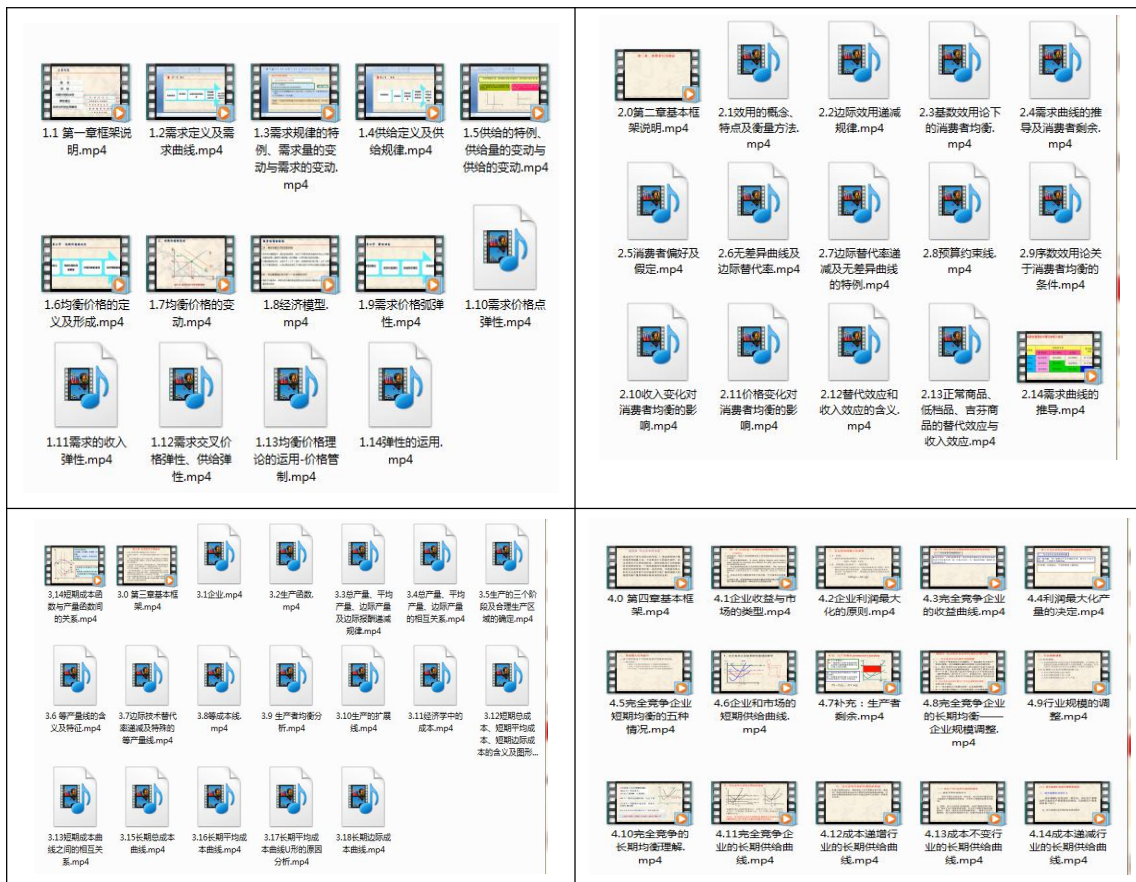 1.1 第一章框架说
明.mp4
1.2需求定义及需
求曲线.mp4
1.3需求规律的特
例、需求量的变
动与需求的变动.
mp4
1.4供给定义及供
给规律.mp4
1.5供给的特例、
供给量的变动与
供给的变动.mp4
1.6均衡价格的定
义及形成.mp4
1.7均衡价格的变
动.mp4
1.8经济模型.
mp4
1.9需求价格弧弹
性.mp4
1.10需求价格点
弹性.mp4
1.11需求的收入
弹性.mp4
1.12需求交叉价
格弹性、供给弹
性.mp4
1.13均衡价格理
论的运用-价格管
制.mp4
1.14弹性的运用.
mp4
2.0第二章基本框
架说明.mp4
2.1效用的概念、
特点及衡量方法.
mp4
2.2边际效用递减
规律.mp4
2.3基数效用论下
的消费者均衡.
mp4
2.4需求曲线的推
导及消费者剩余.
mp4
2.5消费者偏好及
假定.mp4
2.6无差异曲线及
边际替代率.mp4
2.7边际替代率递
减及无差异曲线
的特例.mp4
2.8预算约束线.
mp4
2.9序数效用论关
于消费者均衡的
条件.mp4
2.10收入变化对
消费者均衡的影
响.mp4
2.11价格变化对
消费者均衡的影
响.mp4
2.12替代效应和
收入效应的含义.
mp4
2.13正常商品、
低档品、吉芬商
品的替代效应与
收入效应.mp4
2.14需求曲线的
推导.mp4
3,14短期成本函
数与产量函数间
的关系.mp4
3.0 第三章基本框
架.mp4
3.1企业.mp4
3.2生产函数.
mp4
3.3总产量、平均
产量、边际产量
及边际报酬递减
规律.mp4
3.4总产量、平均
产量、边际产量
的相互关系.mp4
3.5生产的三个阶
段及合理生产区
域的确定.mp4
3.6 等产量线的含
义及特征.mp4
3.7边际技术替代
率递减及特殊的
等产量线.mp4
3.8等成本线.
mp4
3.9 生产者均衡分
析.mp4
3.10生产的扩展
线.mp4
3.11经济学中的
成本.mp4
3.12短期总成
本、短期平均成
本、短期边际成
本的含义及图形...
3.13短期成本曲
线之间的相互关
系.mp4
3.15长期总成本
曲线.mp4
3.16长期平均成
本曲线.mp4
3.17长期平均成
本曲线U形的原因
分析.mp4
3.18长期边际成
本曲线.mp4
4.0 第四章基本框
架.mp4
4.1企业收益与市
场的类型.mp4
4.2企业利润最大
化的原则.mp4
4.3完全竞争企业
的收益曲线.mp4
4.4利润最大化产
量的决定.mp4
4.5完全竞争企业
短期均衡的五种
情况.mp4
4.6企业和市场的
短期供给曲线.
mp4
4.7补充：生产者
剩余.mp4
4.8完全竞争企业
的长期均衡——
企业规模调整.
mp4
4.9行业规模的调
整.mp4
4.10完全竞争的
长期均衡理解.
mp4
4.11完全竞争企
业的长期供给曲
线.mp4
4.12成本递增行
业的长期供给曲
线.mp4
4.13成本不变行
业的长期供给曲
线.mp4
4.14成本递减行
业的长期供给曲
线.mp4